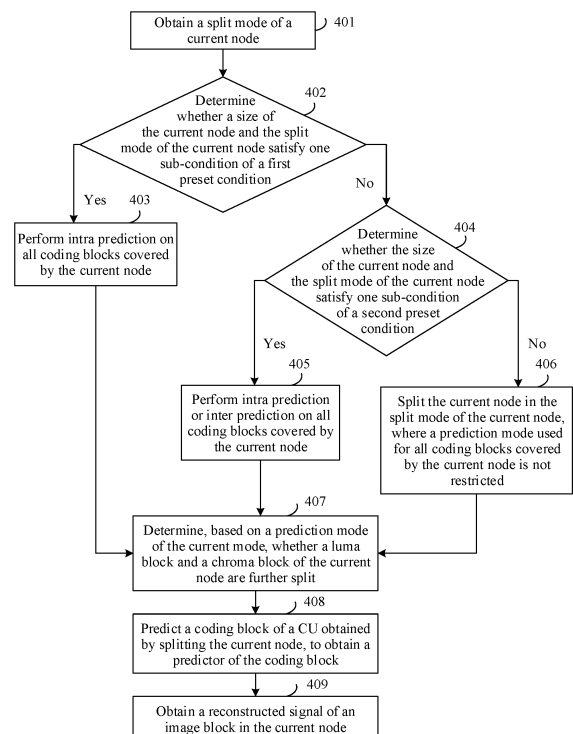 Obtain a split mode of a
current node
401
402
Determine
whether a size of
the current node and the split
mode of the current node satisfy one
sub-condition of a first
preset condition
Yes
No
403
Perform intra prediction on
all coding blocks covered
by the current node
404
Determine
whether the size
of the current node and
the split mode of the current node
satisfy one sub-condition
of a second preset
condition
Yes
No
405
Perform intra prediction
or inter prediction on all
coding blocks covered by
the current node
406
Split the current node in the
split mode of the current node,
where a prediction mode used
for all coding blocks covered
by the current node is not
restricted
407
Determine, based on a prediction mode
of the current mode, whether a luma
block and a chroma block of the current
node are further split
408
Predict a coding block of a CU obtained
by splitting the current node, to obtain a
predictor of the coding block
409
Obtain a reconstructed signal of an
image block in the current node